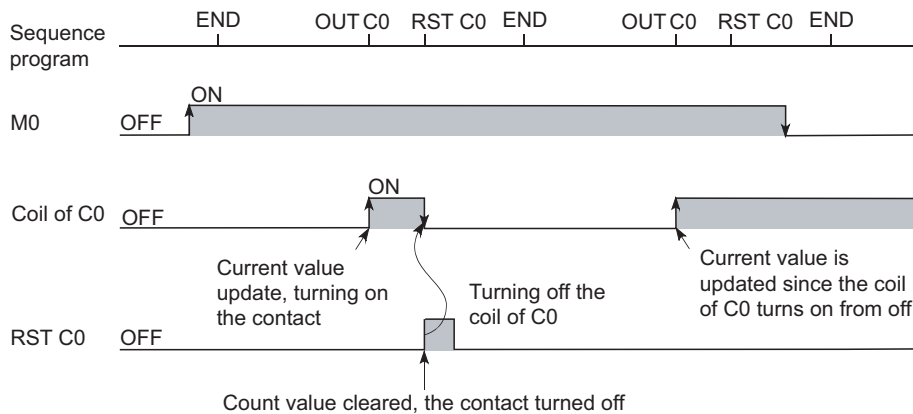 END OUT C0 RST C0 END OUT C0 RST C0 END
Sequence
program
ON
M0 OFF
ON
Coil of C0 OFF
Current value
update, turning on
the contact
Turning off the
coil of C0
Current value is
updated since the coil
of C0 turns on from off
RST C0 OFF
Count value cleared, the contact turned off